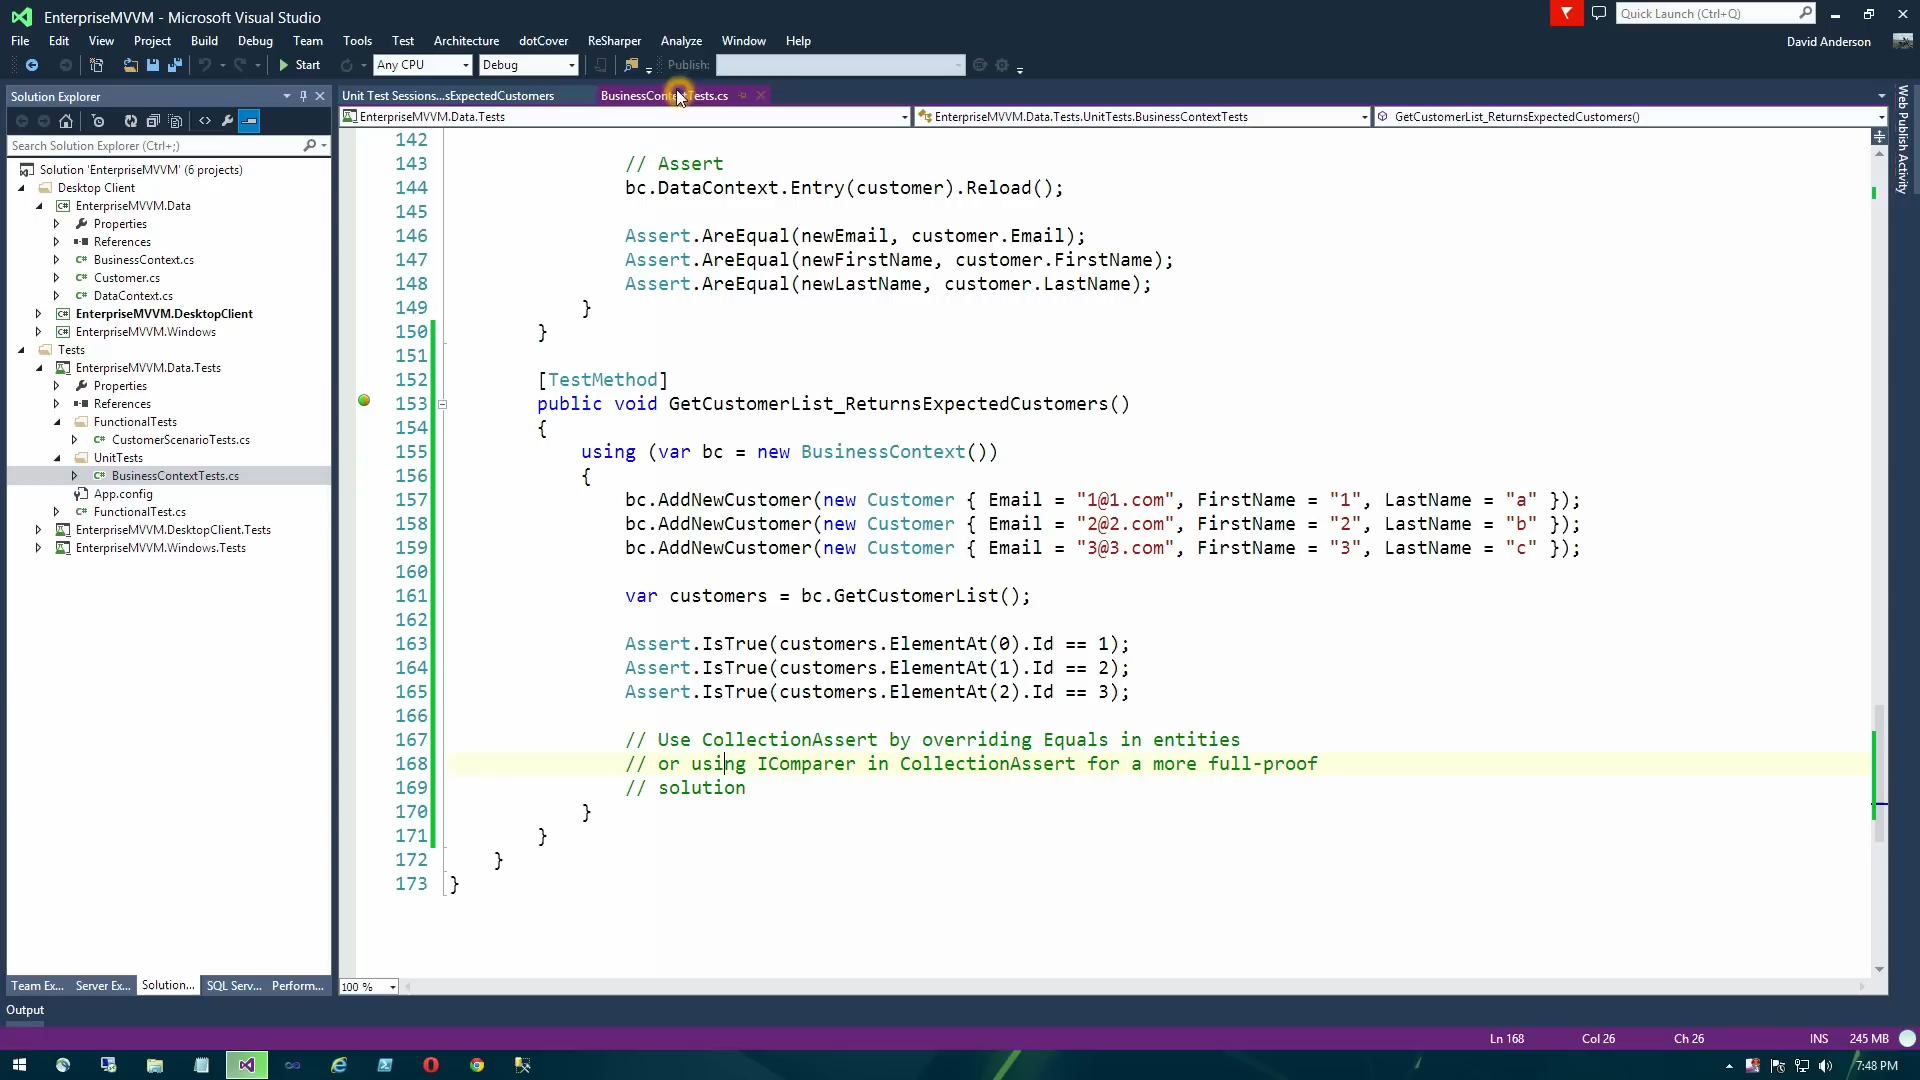 EnterpriseMVVM - Microsoft Visual Studio
Quick Launch (Ctrl+Q)
File Edit View Project Build Debug Team Tools Test Architecture dotCover ReSharper Analyze Window Help
David Anderson
Start Any CPU Debug Publish:
Solution Explorer
Unit Test Sessions...sExpectedCustomers
BusinessContextTests.cs
EnterpriseMVVM.Data.Tests
EnterpriseMVVM.Data.Tests.UnitTests.BusinessContextTests
GetCustomerList_ReturnsExpectedCustomers()
Web Publish Activity
Search Solution Explorer (Ctrl+;)
Solution 'EnterpriseMVVM' (6 projects)
Desktop Client
EnterpriseMVVM.Data
Properties
References
BusinessContext.cs
Customer.cs
DataContext.cs
EnterpriseMVVM.DesktopClient
EnterpriseMVVM.Windows
Tests
EnterpriseMVVM.Data.Tests
Properties
References
FunctionalTests
CustomerScenarioTests.cs
UnitTests
BusinessContextTests.cs
App.config
FunctionalTest.cs
EnterpriseMVVM.DesktopClient.Tests
EnterpriseMVVM.Windows.Tests
142
143 // Assert
144 bc.DataContext.Entry(customer).Reload();
145
146 Assert.AreEqual(newEmail, customer.Email);
147 Assert.AreEqual(newFirstName, customer.FirstName);
148 Assert.AreEqual(newLastName, customer.LastName);
149 }
150 }
151
152 [TestMethod]
153 public void GetCustomerList_ReturnsExpectedCustomers()
154 {
155 using (var bc = new BusinessContext())
156 {
157 bc.AddNewCustomer(new Customer { Email = "1@1.com", FirstName = "1", LastName = "a" });
158 bc.AddNewCustomer(new Customer { Email = "2@2.com", FirstName = "2", LastName = "b" });
159 bc.AddNewCustomer(new Customer { Email = "3@3.com", FirstName = "3", LastName = "c" });
160
161 var customers = bc.GetCustomerList();
162
163 Assert.IsTrue(customers.ElementAt(0).Id == 1);
164 Assert.IsTrue(customers.ElementAt(1).Id == 2);
165 Assert.IsTrue(customers.ElementAt(2).Id == 3);
166
167 // Use CollectionAssert by overriding Equals in entities
168 // or using IComparer in CollectionAssert for a more full-proof
169 // solution
170 }
171 }
172 }
173 }
Team Ex... Server Ex... Solution... SQL Serv... Perform...
100 %
Output
Ln 168 Col 26 Ch 26 INS 245 MB
7:48 PM